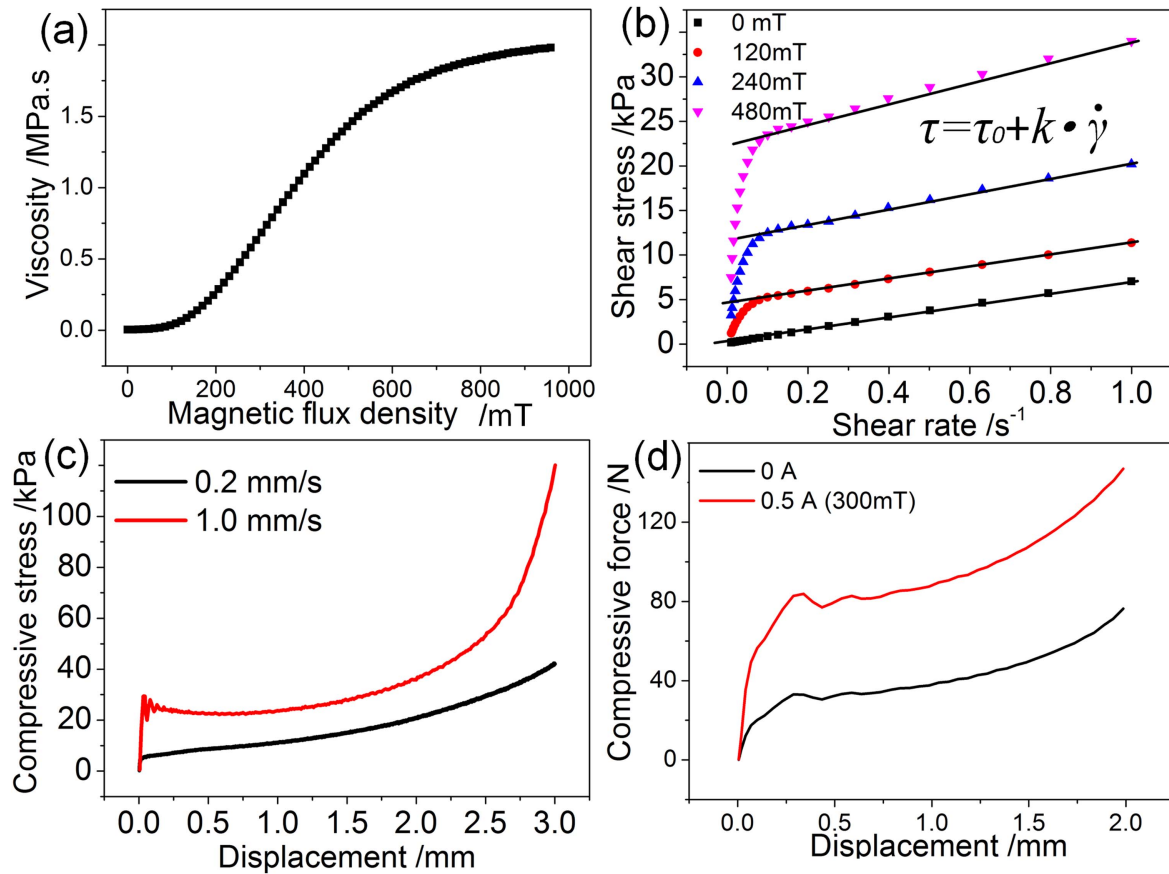 (a)
Viscosity /MPa.s
2.0
1.5
1.0
0.5
0.0
0 200 400 600 800 1000
Magnetic flux density /mT
(b)
0 mT
120mT
240mT
480mT
τ=τ0+k•γ̇
Shear stress /kPa
35
30
25
20
15
10
5
0
0.0 0.2 0.4 0.6 0.8 1.0
Shear rate /s⁻¹
(c)
0.2 mm/s
1.0 mm/s
Compressive stress /kPa
100
80
60
40
20
0
0.0 0.5 1.0 1.5 2.0 2.5 3.0
Displacement /mm
(d)
0 A
0.5 A (300mT)
Compressive force /N
120
80
40
0
0.0 0.5 1.0 1.5 2.0
Displacement /mm